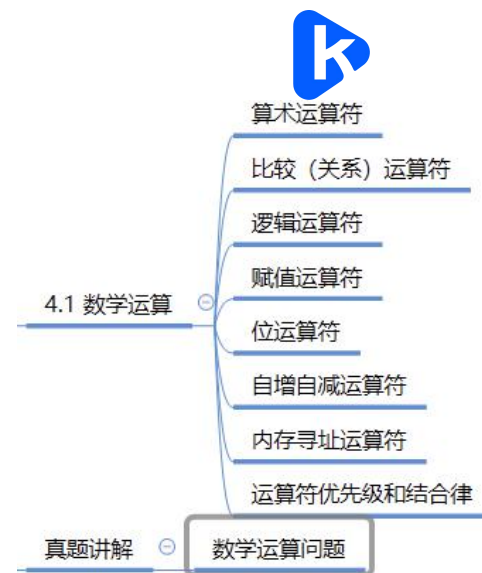 k
算术运算符
比较（关系）运算符
逻辑运算符
赋值运算符
4.1 数学运算
位运算符
自增自减运算符
内存寻址运算符
运算符优先级和结合律
真题讲解
数学运算问题